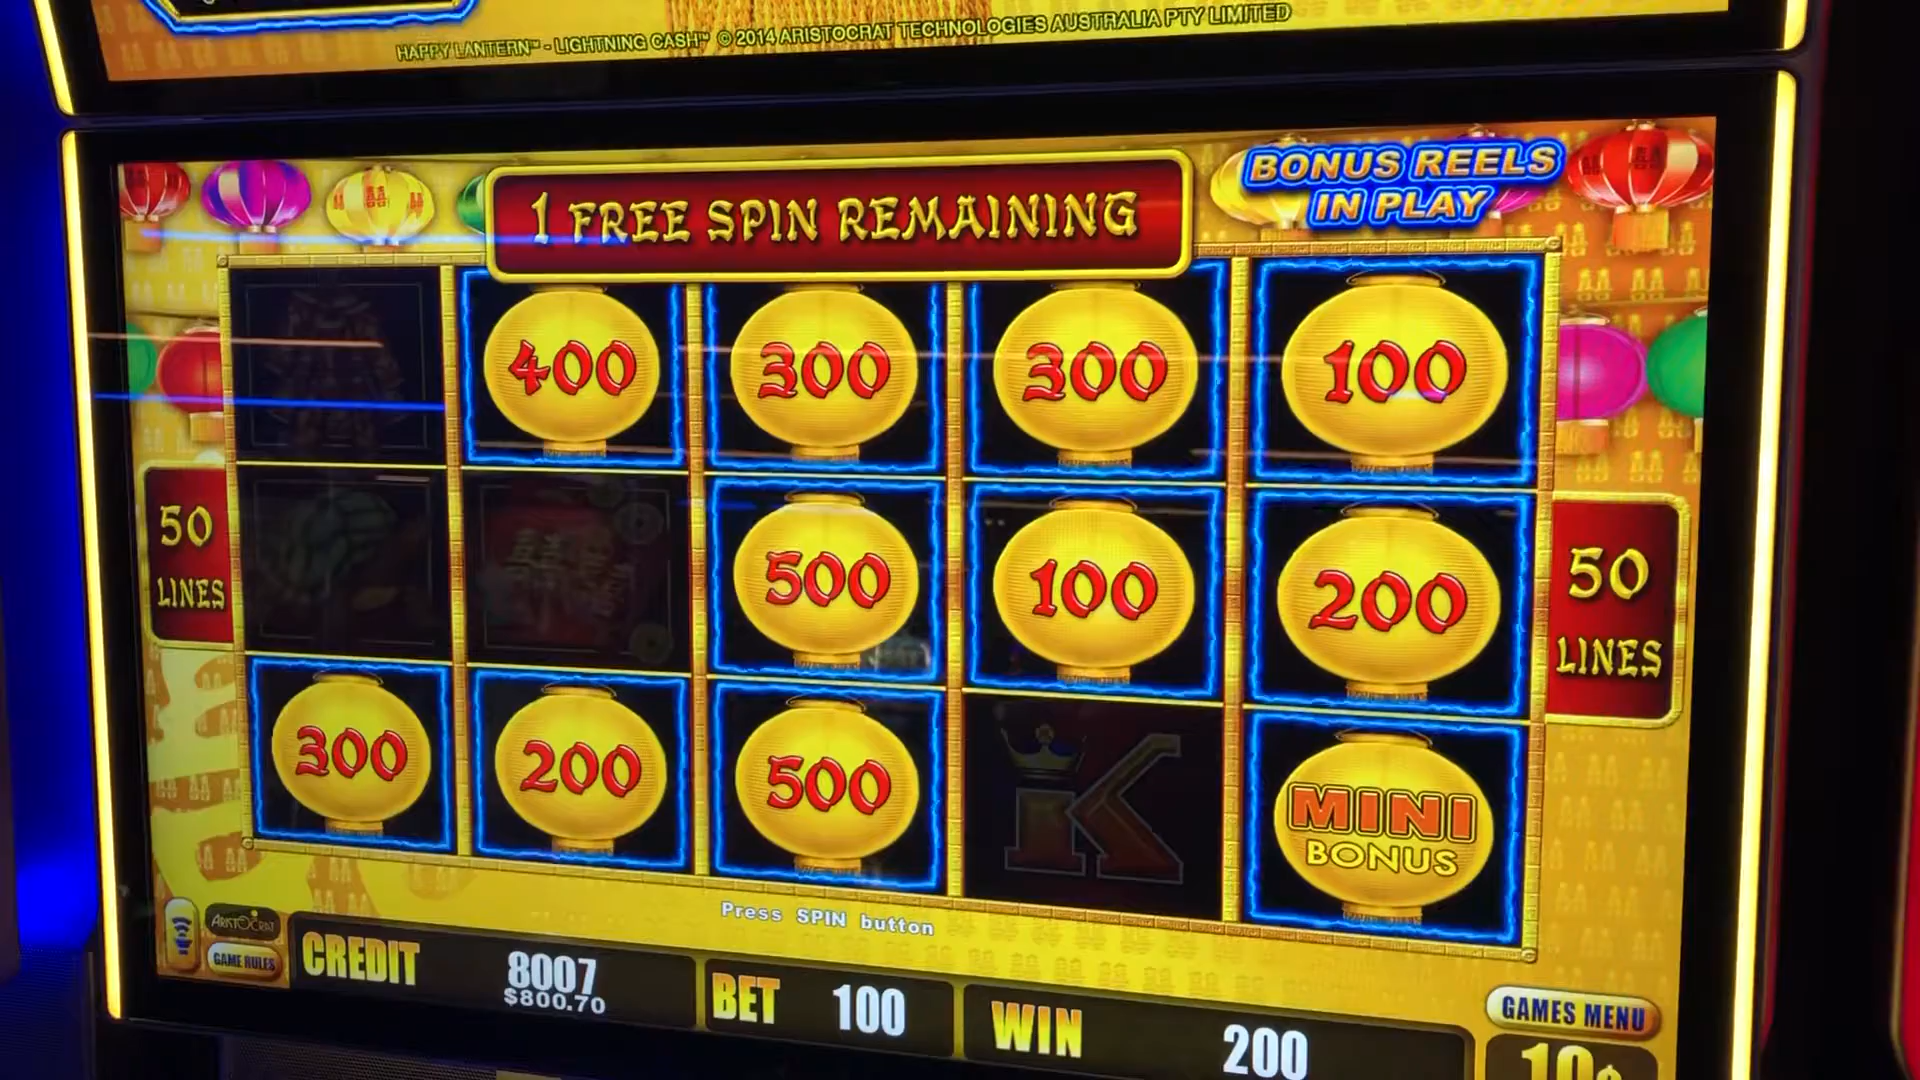 HAPPY LANTERN™ - LIGHTNING CASH™ © 2014 ARISTOCRAT TECHNOLOGIES AUSTRALIA PTY LIMITED
1 FREE SPIN REMAINING
BONUS REELS
IN PLAY
400
300
300
100
50
LINES
500
100
200
50
LINES
300
200
500
K
MINI
BONUS
Press SPIN button
ARISTOCRAT
GAME RULES
CREDIT
8007
$800.70
BET
100
WIN
200
GAMES MENU
10¢